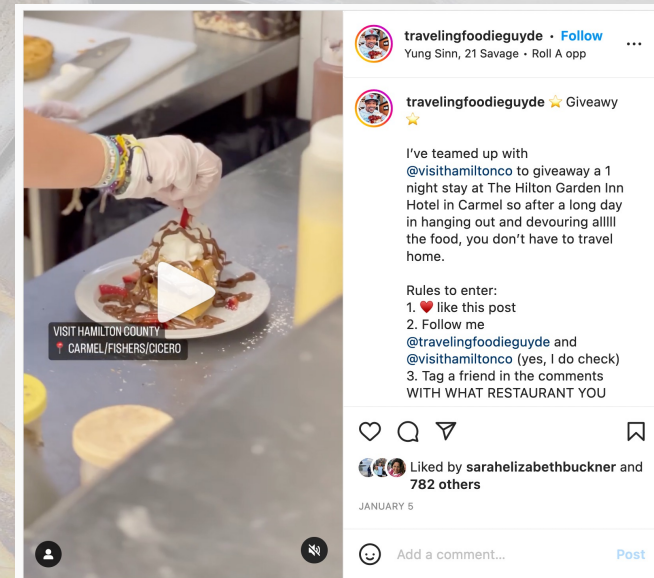 travelingfoodieguyde • Follow
Yung Sinn, 21 Savage • Roll A opp
travelingfoodieguyde ⭐ Giveawy
⭐
I've teamed up with
@visithamiltonco to giveaway a 1
night stay at The Hilton Garden Inn
Hotel in Carmel so after a long day
in hanging out and devouring alllll
the food, you don't have to travel
home.
Rules to enter:
1. ❤️ like this post
2. Follow me
@travelingfoodieguyde and
@visithamiltonco (yes, I do check)
3. Tag a friend in the comments
WITH WHAT RESTAURANT YOU
VISIT HAMILTON COUNTY
📍 CARMEL/FISHERS/CICERO
Liked by sarahelizabethbuckner and
782 others
JANUARY 5
Add a comment...
Post